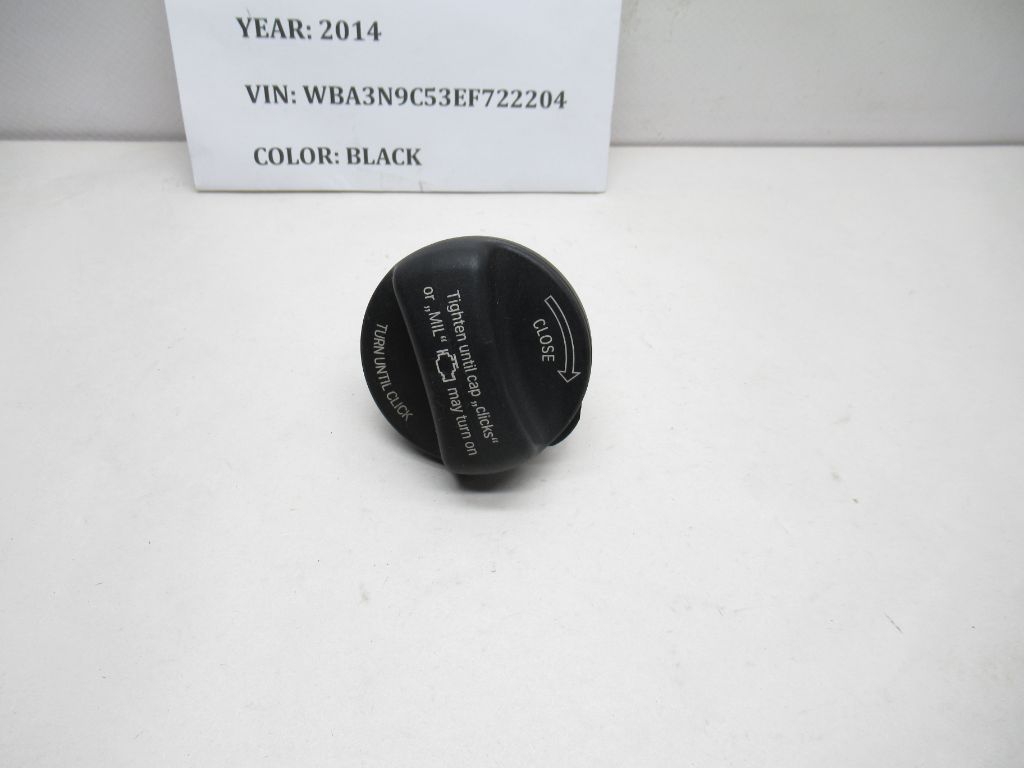 YEAR: 2014
VIN: WBA3N9C53EF722204
COLOR: BLACK
CLOSE
Tighten until cap „clicks“
or „MIL“ may turn on
TURN UNTIL CLICK